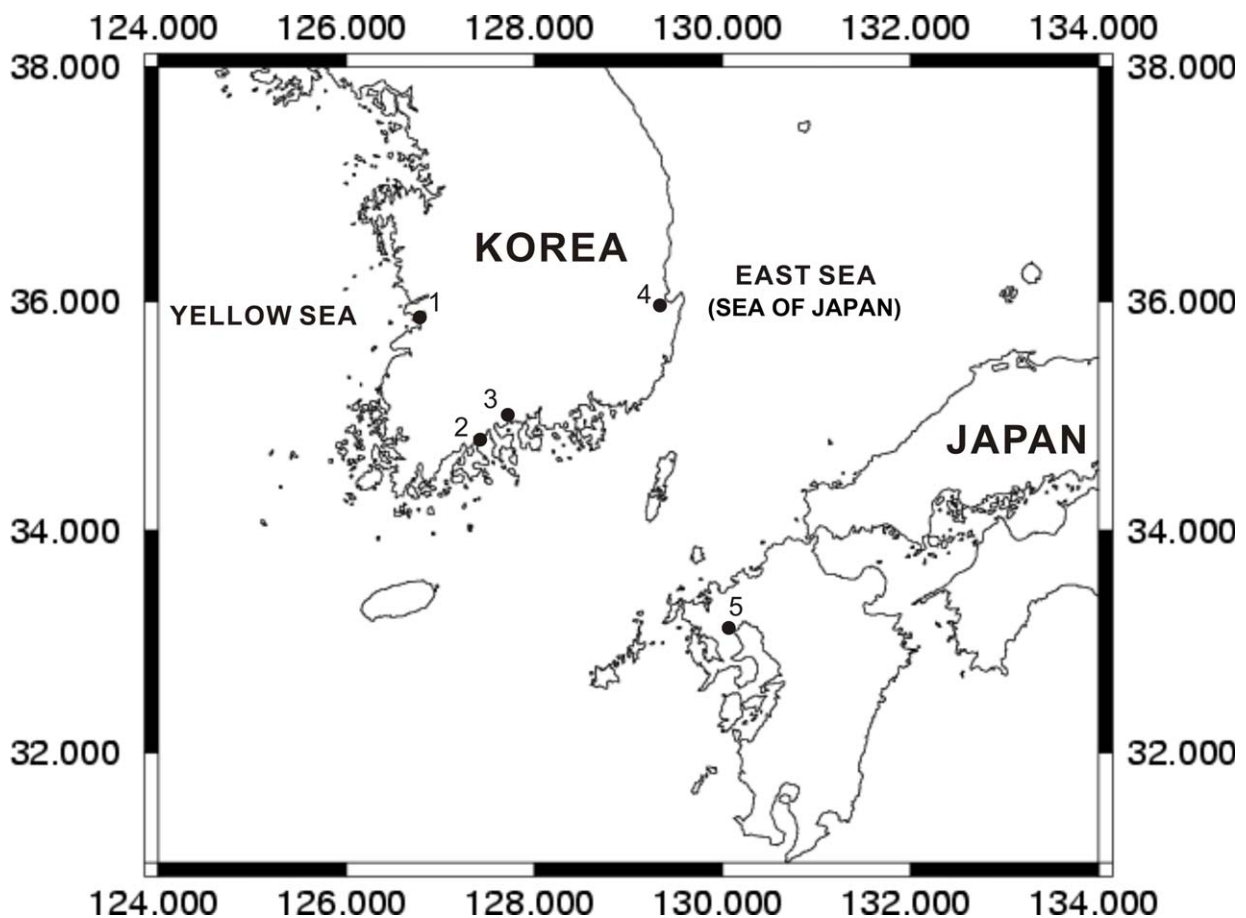 124.000 126.000 128.000 130.000 132.000 134.000
38.000 38.000
KOREA
EAST SEA
(SEA OF JAPAN)
4
36.000 1 36.000
YELLOW SEA
3
2
JAPAN
34.000 34.000
5
32.000 32.000
124.000 126.000 128.000 130.000 132.000 134.000